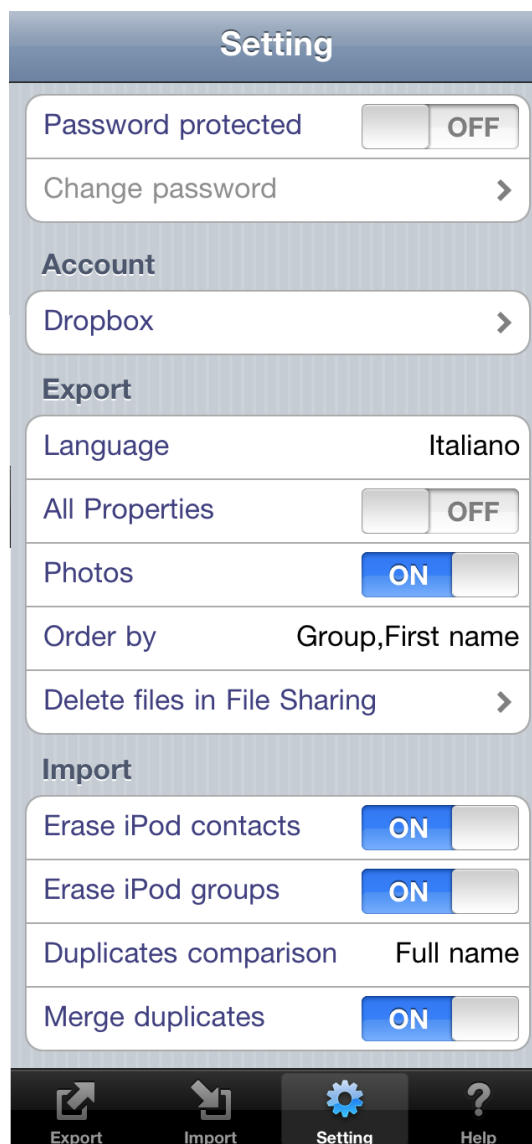 Setting
Password protected OFF
Change password
Account
Dropbox
Export
Language Italiano
All Properties OFF
Photos ON
Order by Group,First name
Delete files in File Sharing
Import
Erase iPod contacts ON
Erase iPod groups ON
Duplicates comparison Full name
Merge duplicates ON
Export Import Setting Help